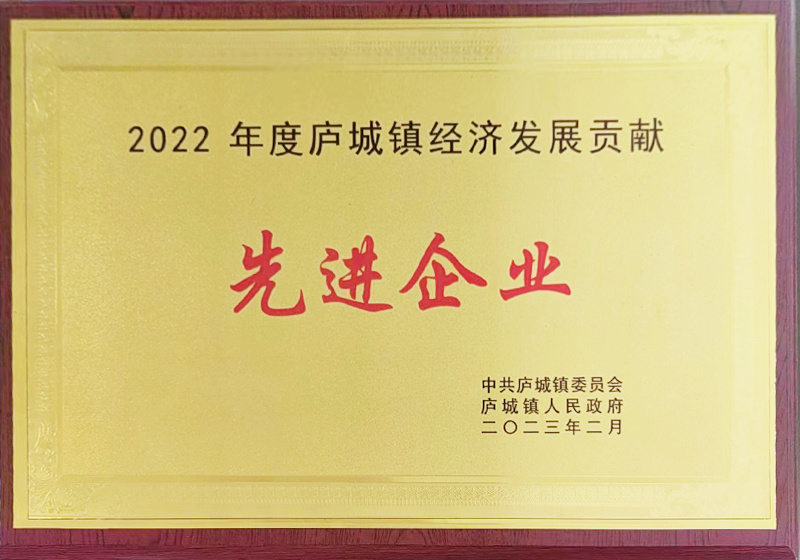 2022 年度庐城镇经济发展贡献
先进企业
中共庐城镇委员会
庐城镇人民政府
二〇二三年二月